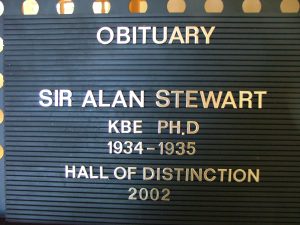 OBITUARY
SIR ALAN STEWART
KBE PH.D
1934-1935
HALL OF DISTINCTION
2002